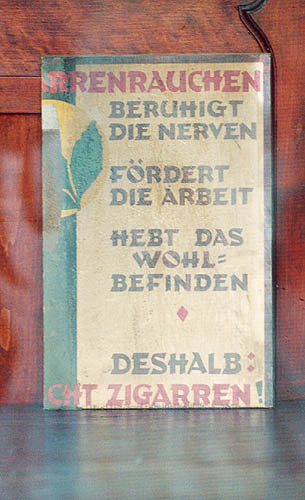 RRENRAUCHEN
BERUHIGT
DIE NERVEN
FÖRDERT
DIE ARBEIT
HEBT DAS
WOHL=
BEFINDEN
DESHALB:
CHT ZIGARREN!